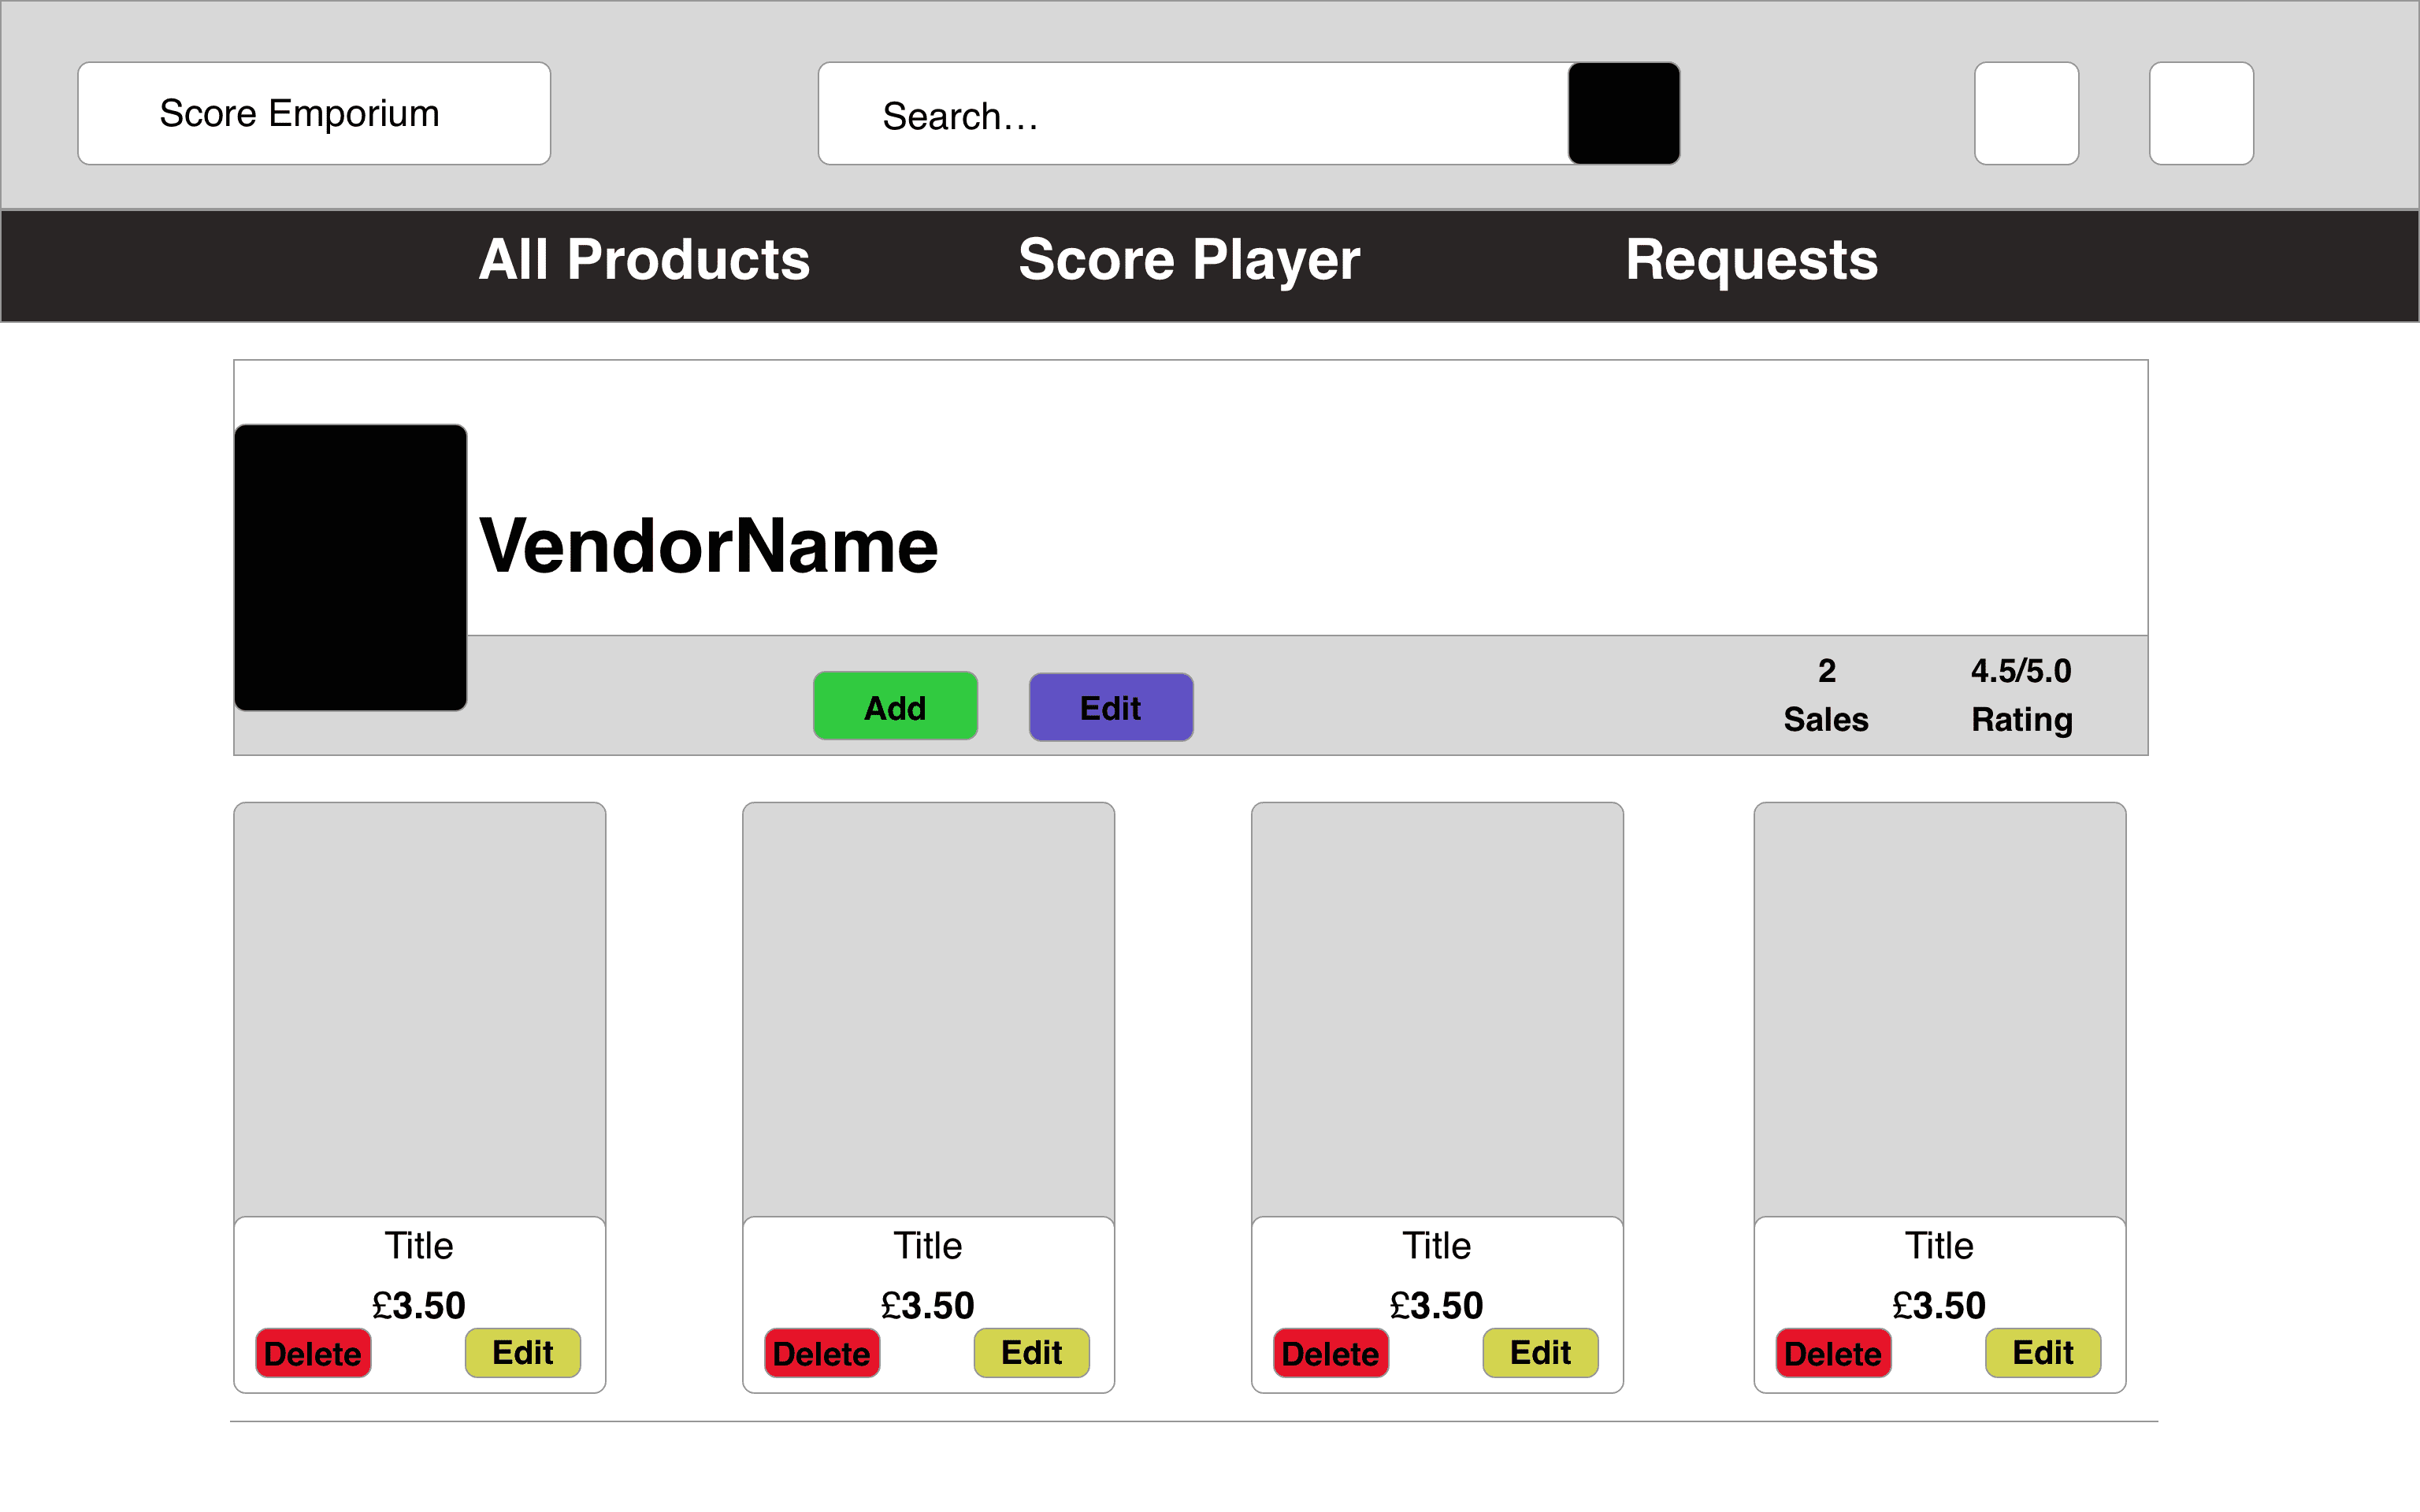 Score Emporium
Search…
All Products
Score Player
Requests
VendorName
Add
Edit
2
Sales
4.5/5.0
Rating
Title
£3.50
Delete
Edit
Title
£3.50
Delete
Edit
Title
£3.50
Delete
Edit
Title
£3.50
Delete
Edit